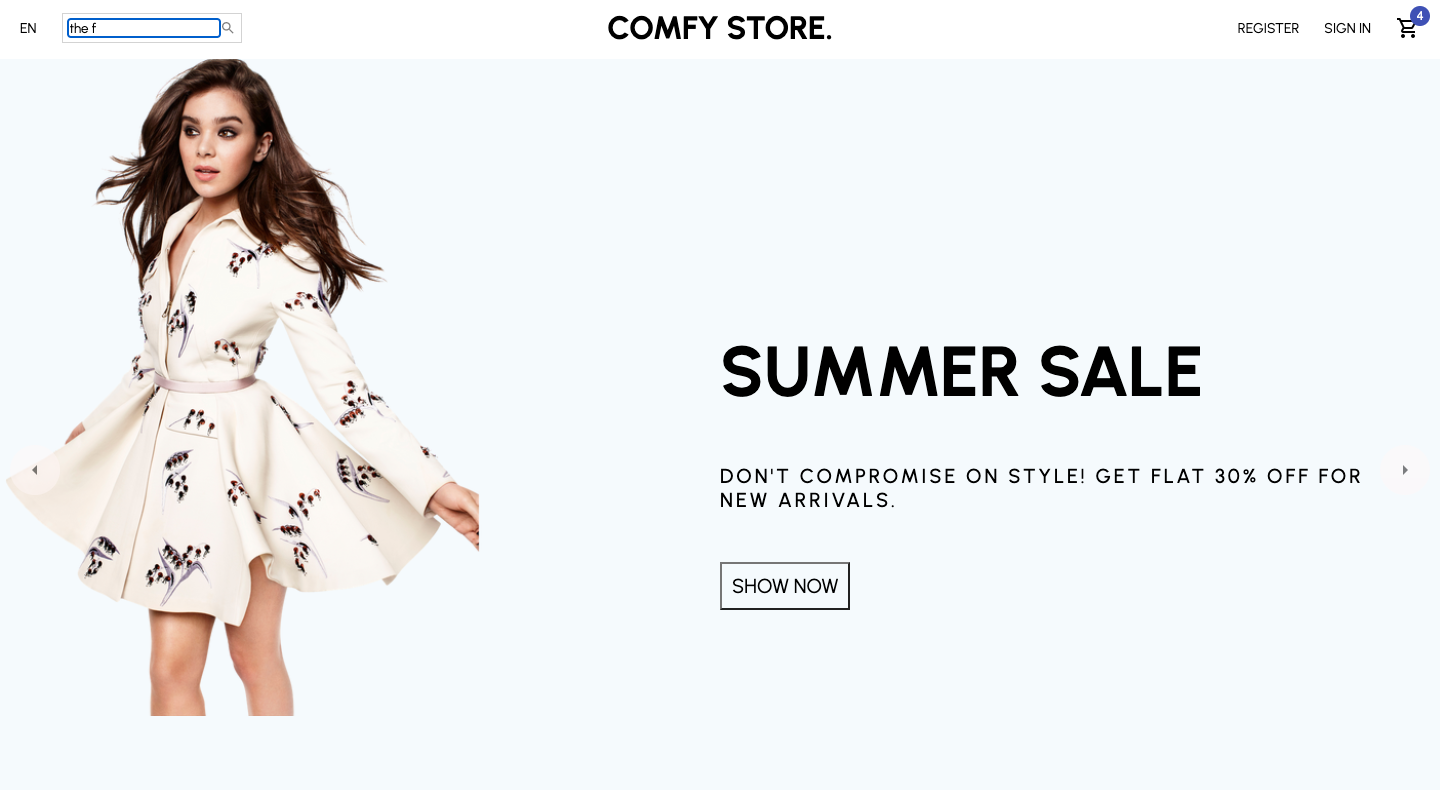 EN
the f
COMFY STORE.
REGISTER
SIGN IN
4
SUMMER SALE
DON'T COMPROMISE ON STYLE! GET FLAT 30% OFF FOR
NEW ARRIVALS.
SHOW NOW